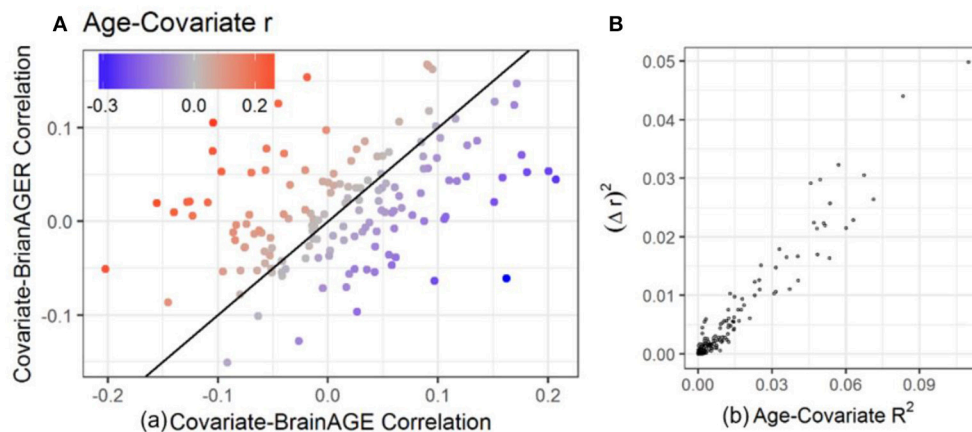 A Age-Covariate r
-0.3 0.0 0.2
Covariate-BrianAGER Correlation
0.1
0.0
-0.1
-0.2 -0.1 0.0 0.1 0.2
(a) Covariate-BrainAGE Correlation
B
(Δ r)²
0.05
0.04
0.03
0.02
0.01
0.00
0.00 0.03 0.06 0.09
(b) Age-Covariate R²